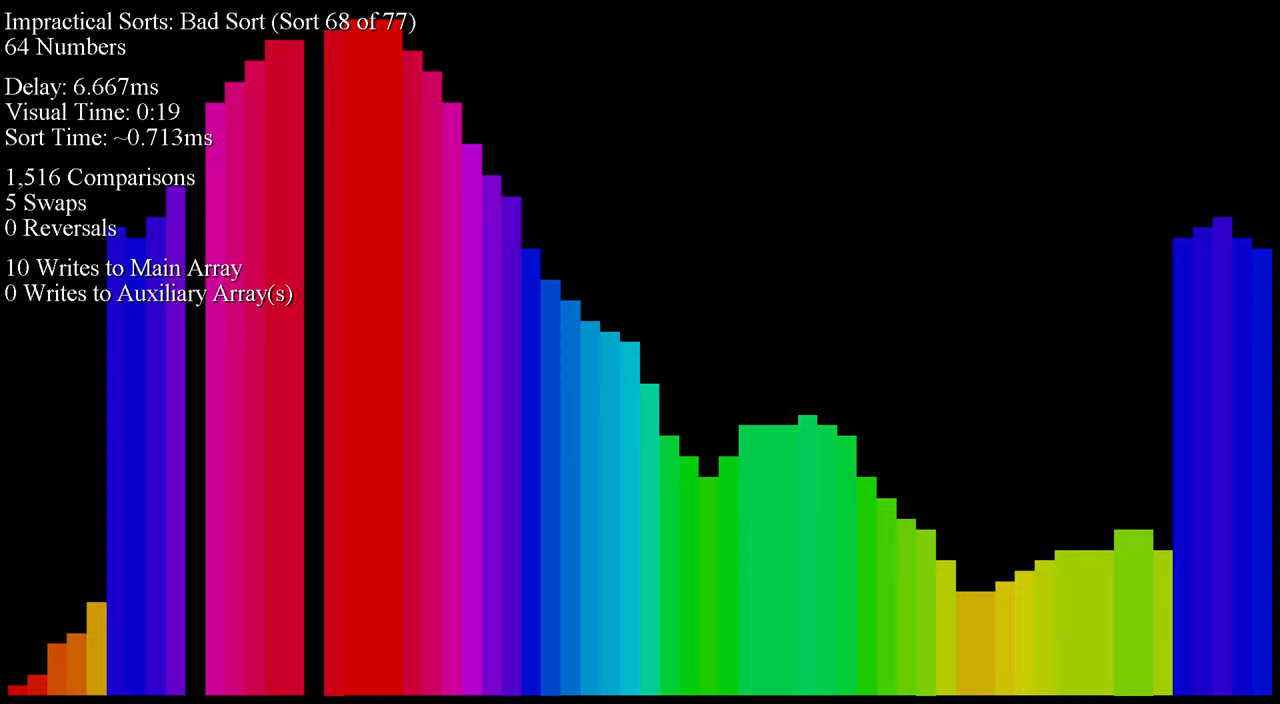 Impractical Sorts: Bad Sort (Sort 68 of 77)
64 Numbers
Delay: 6.667ms
Visual Time: 0:19
Sort Time: ~0.713ms
1,516 Comparisons
5 Swaps
0 Reversals
10 Writes to Main Array
0 Writes to Auxiliary Array(s)